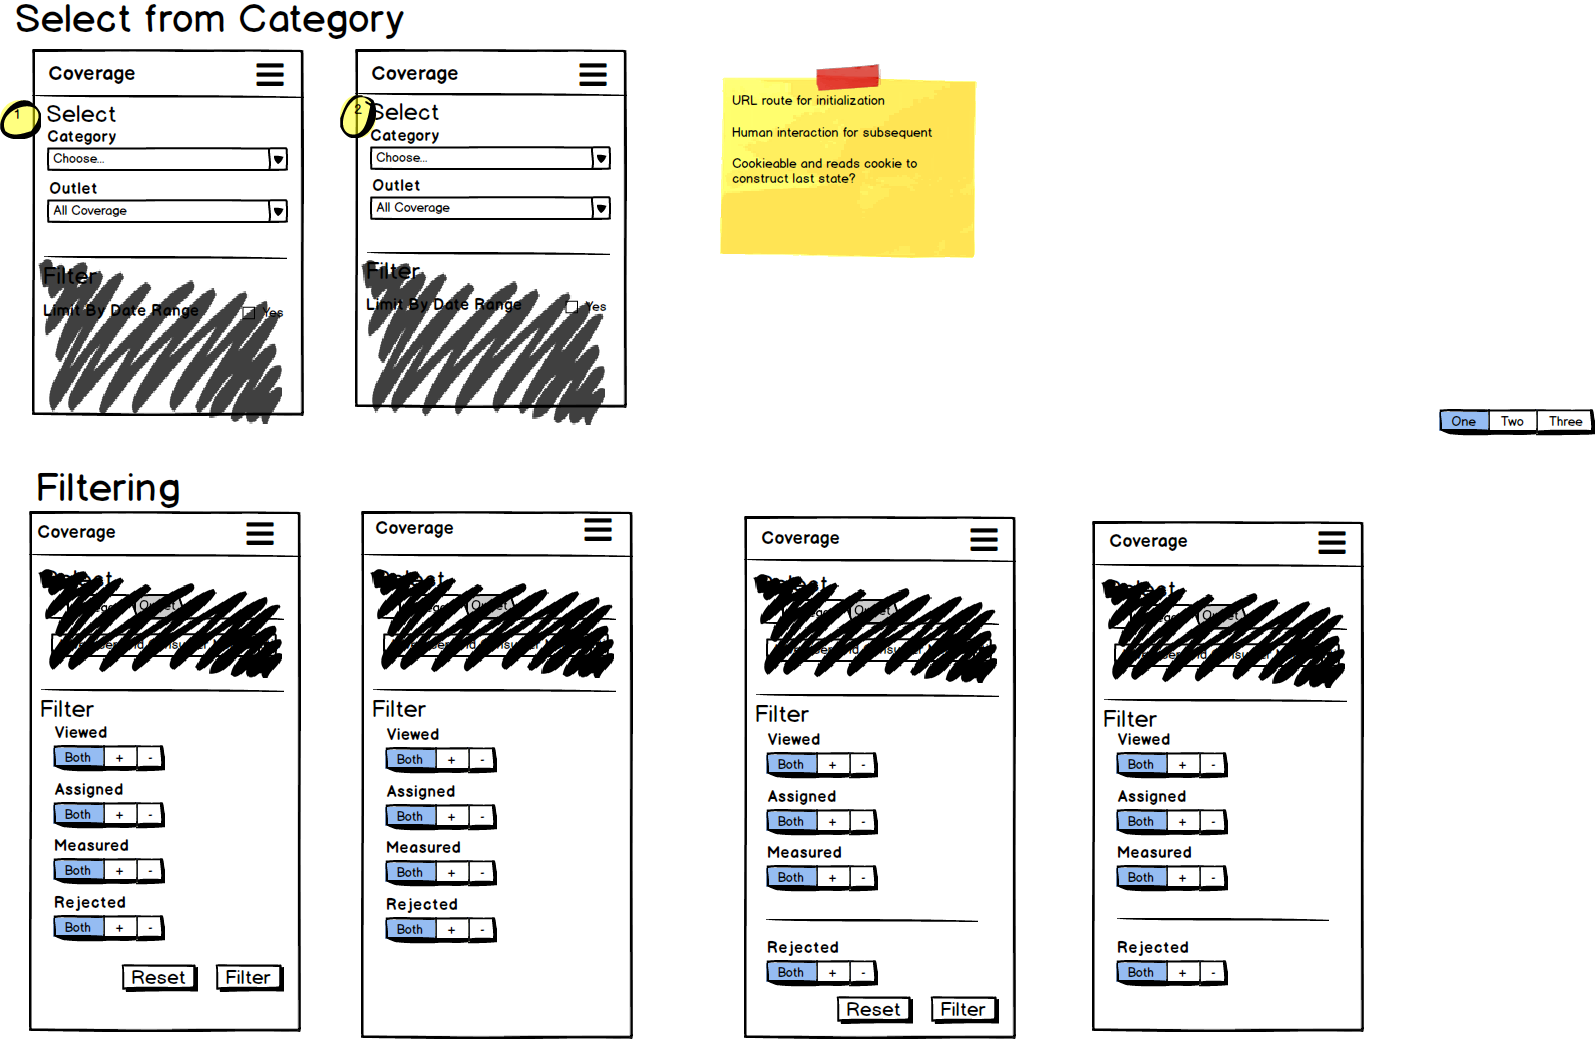 Select from Category
Coverage
1
Select
Category
Choose...
Outlet
All Coverage
Filter
Limit By Date Range Yes
Coverage
2
Select
Category
Choose...
Outlet
All Coverage
Filter
Limit By Date Range Yes
URL route for initialization
Human interaction for subsequent
Cookieable and reads cookie to
construct last state?
One Two Three
Filtering
Coverage
Filter
Viewed
Both + -
Assigned
Both + -
Measured
Both + -
Rejected
Both + -
Reset Filter
Coverage
Filter
Viewed
Both + -
Assigned
Both + -
Measured
Both + -
Rejected
Both + -
Coverage
Filter
Viewed
Both + -
Assigned
Both + -
Measured
Both + -
Rejected
Both + -
Reset Filter
Coverage
Filter
Viewed
Both + -
Assigned
Both + -
Measured
Both + -
Rejected
Both + -